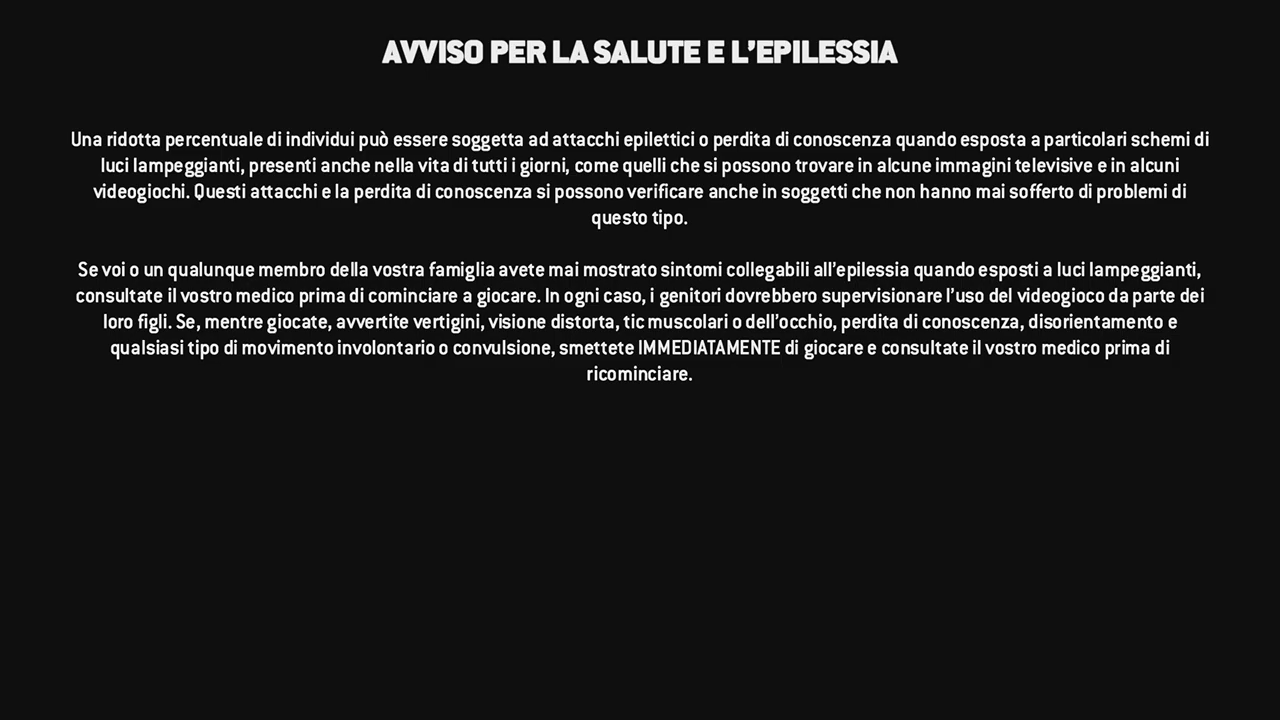 AVVISO PER LA SALUTE E L'EPILESSIA
Una ridotta percentuale di individui può essere soggetta ad attacchi epilettici o perdita di conoscenza quando esposta a particolari schemi di
luci lampeggianti, presenti anche nella vita di tutti i giorni, come quelli che si possono trovare in alcune immagini televisive e in alcuni
videogiochi. Questi attacchi e la perdita di conoscenza si possono verificare anche in soggetti che non hanno mai sofferto di problemi di
questo tipo.
Se voi o un qualunque membro della vostra famiglia avete mai mostrato sintomi collegabili all'epilessia quando esposti a luci lampeggianti,
consultate il vostro medico prima di cominciare a giocare. In ogni caso, i genitori dovrebbero supervisionare l'uso del videogioco da parte dei
loro figli. Se, mentre giocate, avvertite vertigini, visione distorta, tic muscolari o dell'occhio, perdita di conoscenza, disorientamento e
qualsiasi tipo di movimento involontario o convulsione, smettete IMMEDIATAMENTE di giocare e consultate il vostro medico prima di
ricominciare.